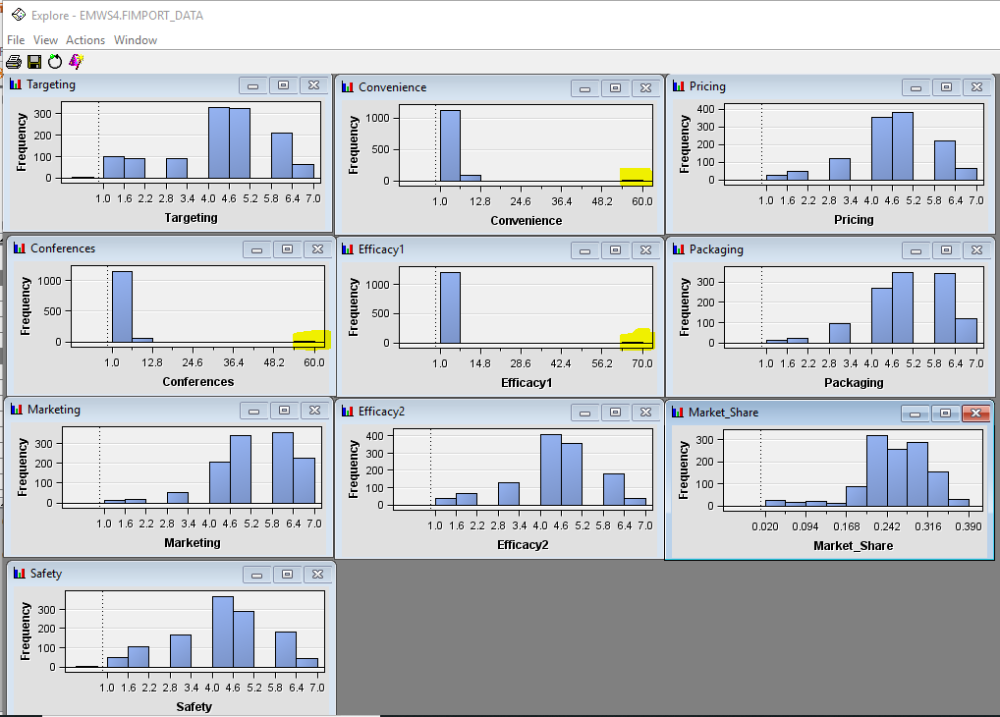 Explore - EMWS4.FIMPORT_DATA
File View Actions Window
Targeting
Frequency
300
200
100
0
1.0 1.6 2.2 2.8 3.4 4.0 4.6 5.2 5.8 6.4 7.0
Targeting
Convenience
Frequency
1000
500
0
1.0 12.8 24.6 36.4 48.2 60.0
Convenience
Pricing
Frequency
400
300
200
100
0
1.0 1.6 2.2 2.8 3.4 4.0 4.6 5.2 5.8 6.4 7.0
Pricing
Conferences
Frequency
1000
500
0
1.0 12.8 24.6 36.4 48.2 60.0
Conferences
Efficacy1
Frequency
1000
500
0
1.0 14.8 28.6 42.4 56.2 70.0
Efficacy1
Packaging
Frequency
300
200
100
0
1.0 1.6 2.2 2.8 3.4 4.0 4.6 5.2 5.8 6.4 7.0
Packaging
Marketing
Frequency
300
200
100
0
1.0 1.6 2.2 2.8 3.4 4.0 4.6 5.2 5.8 6.4 7.0
Marketing
Efficacy2
Frequency
400
300
200
100
0
1.0 1.6 2.2 2.8 3.4 4.0 4.6 5.2 5.8 6.4 7.0
Efficacy2
Market_Share
Frequency
300
200
100
0
0.020 0.094 0.168 0.242 0.316 0.390
Market_Share
Safety
Frequency
300
200
100
0
1.0 1.6 2.2 2.8 3.4 4.0 4.6 5.2 5.8 6.4 7.0
Safety